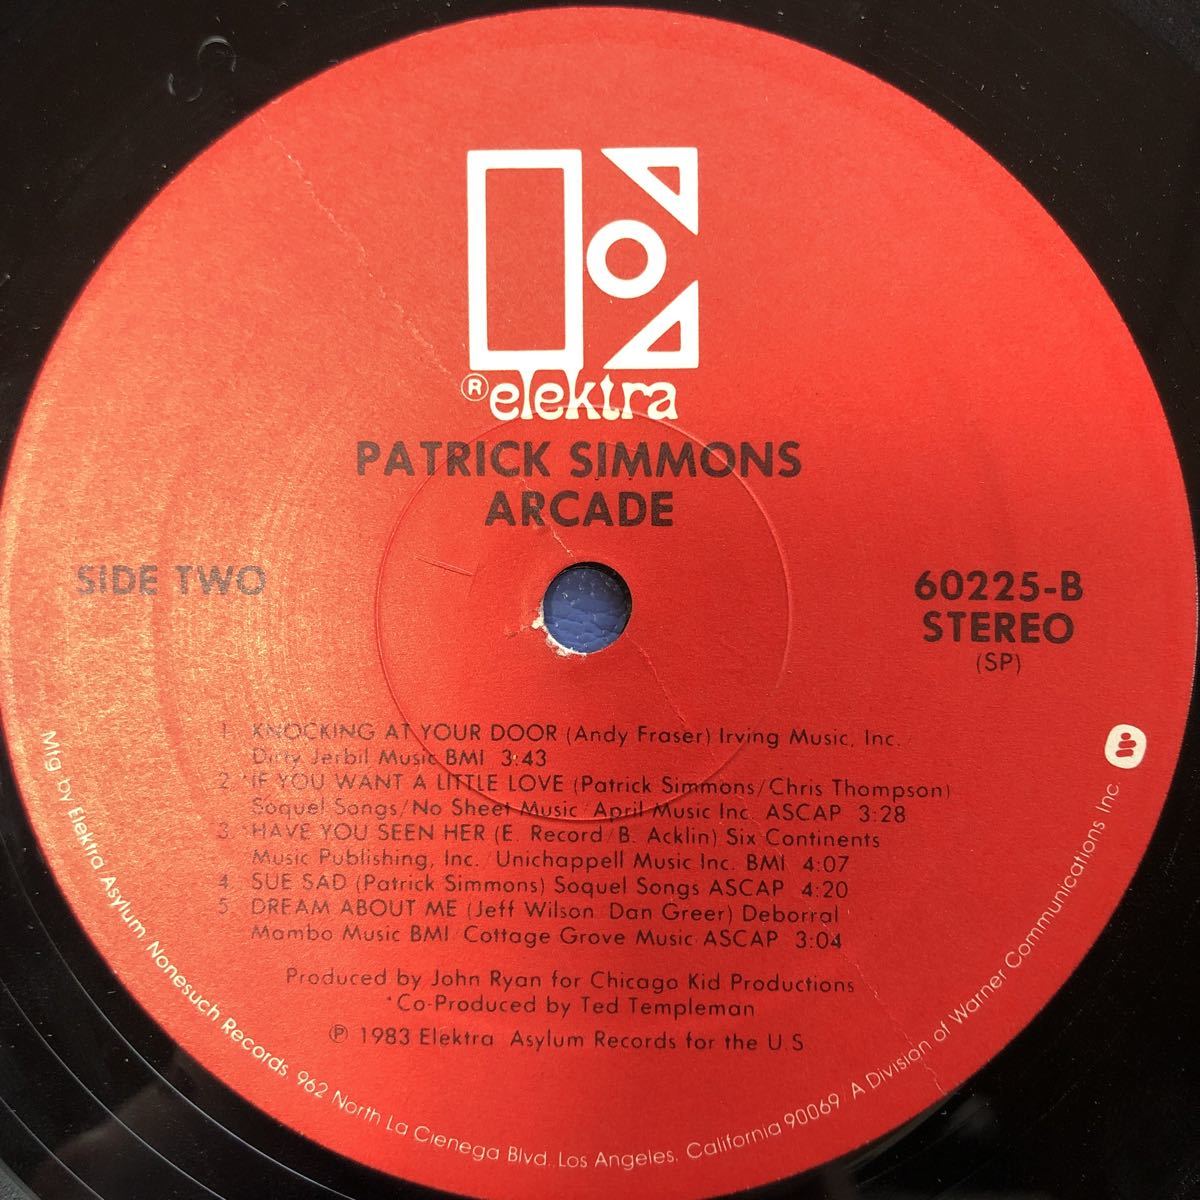 ® elektra
PATRICK SIMMONS
ARCADE
SIDE TWO
60225-B
STEREO
(SP)
1. KNOCKING AT YOUR DOOR (Andy Fraser) Irving Music, Inc./
Dirty Jerbil Music BMI 3:43
2. *IF YOU WANT A LITTLE LOVE (Patrick Simmons/Chris Thompson)
Soquel Songs/No Sheet Music/April Music Inc. ASCAP 3:28
3. *HAVE YOU SEEN HER (E. Record/B. Acklin) Six Continents
Music Publishing, Inc./Unichappell Music Inc. BMI 4:07
4. SUE SAD (Patrick Simmons) Soquel Songs ASCAP 4:20
5. DREAM ABOUT ME (Jeff Wilson/Dan Greer) Deborral
Mambo Music BMI/Cottage Grove Music ASCAP 3:04
Produced by John Ryan for Chicago Kid Productions
*Co-Produced by Ted Templeman
℗ 1983 Elektra/Asylum Records for the U.S
Mfg by Elektra/Asylum/Nonesuch Records, 962 North La Cienega Blvd., Los Angeles, California 90069/A Division of Warner Communications Inc.